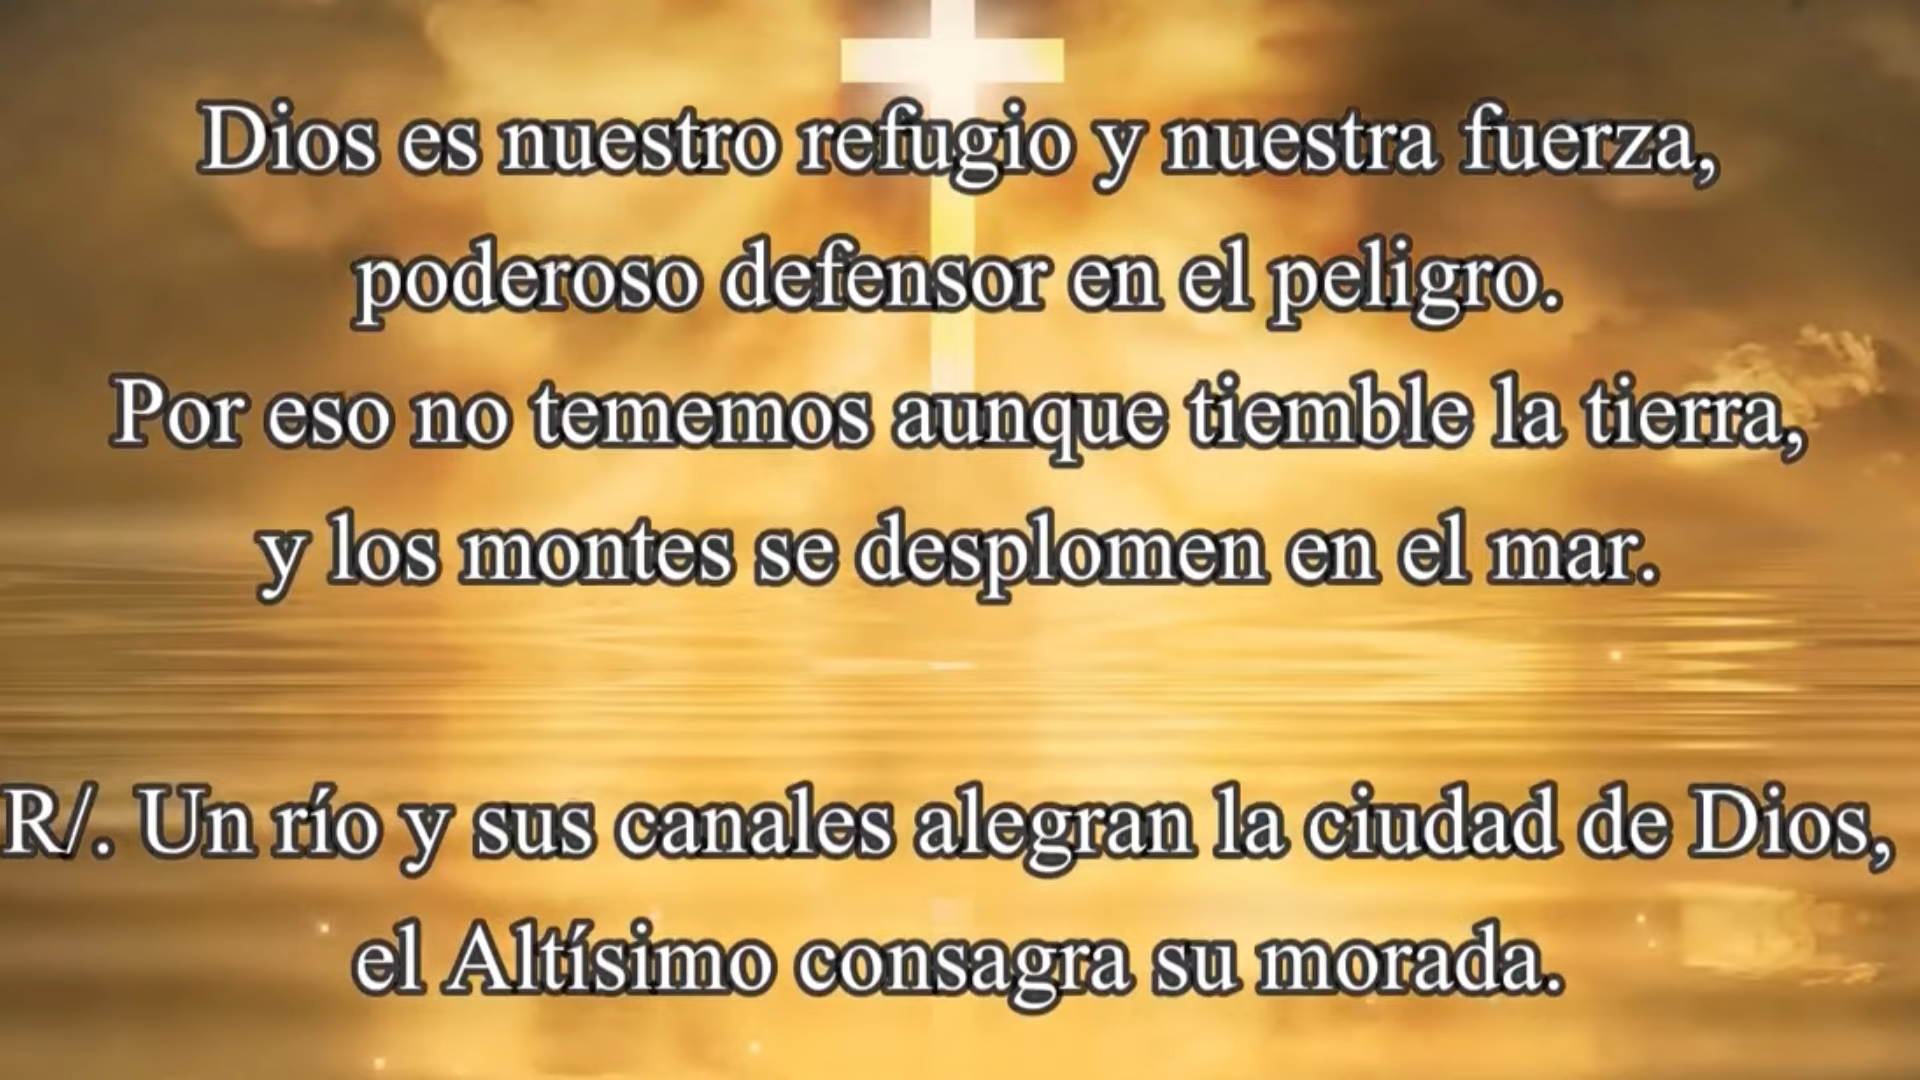 Dios es nuestro refugio y nuestra fuerza,
poderoso defensor en el peligro.
Por eso no tememos aunque tiemble la tierra,
y los montes se desplomen en el mar.
R/. Un río y sus canales alegran la ciudad de Dios,
el Altísimo consagra su morada.